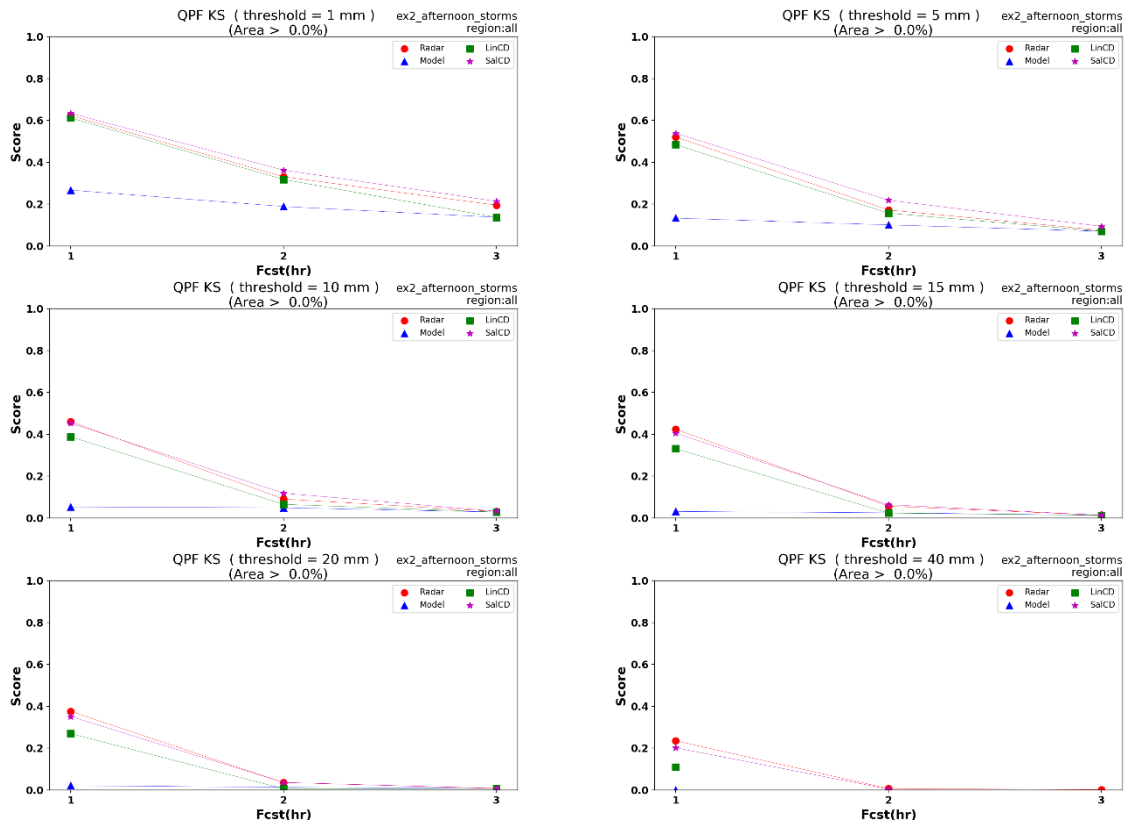 QPF KS ( threshold = 1 mm )
(Area > 0.0%)
ex2_afternoon_storms
region:all
Radar
Model
LinCD
SalCD
1.0
0.8
0.6
0.4
0.2
0.0
Score
1
2
3
Fcst(hr)
QPF KS ( threshold = 5 mm )
(Area > 0.0%)
ex2_afternoon_storms
region:all
Radar
Model
LinCD
SalCD
1.0
0.8
0.6
0.4
0.2
0.0
Score
1
2
3
Fcst(hr)
QPF KS ( threshold = 10 mm )
(Area > 0.0%)
ex2_afternoon_storms
region:all
Radar
Model
LinCD
SalCD
1.0
0.8
0.6
0.4
0.2
0.0
Score
1
2
3
Fcst(hr)
QPF KS ( threshold = 15 mm )
(Area > 0.0%)
ex2_afternoon_storms
region:all
Radar
Model
LinCD
SalCD
1.0
0.8
0.6
0.4
0.2
0.0
Score
1
2
3
Fcst(hr)
QPF KS ( threshold = 20 mm )
(Area > 0.0%)
ex2_afternoon_storms
region:all
Radar
Model
LinCD
SalCD
1.0
0.8
0.6
0.4
0.2
0.0
Score
1
2
3
Fcst(hr)
QPF KS ( threshold = 40 mm )
(Area > 0.0%)
ex2_afternoon_storms
region:all
Radar
Model
LinCD
SalCD
1.0
0.8
0.6
0.4
0.2
0.0
Score
1
2
3
Fcst(hr)